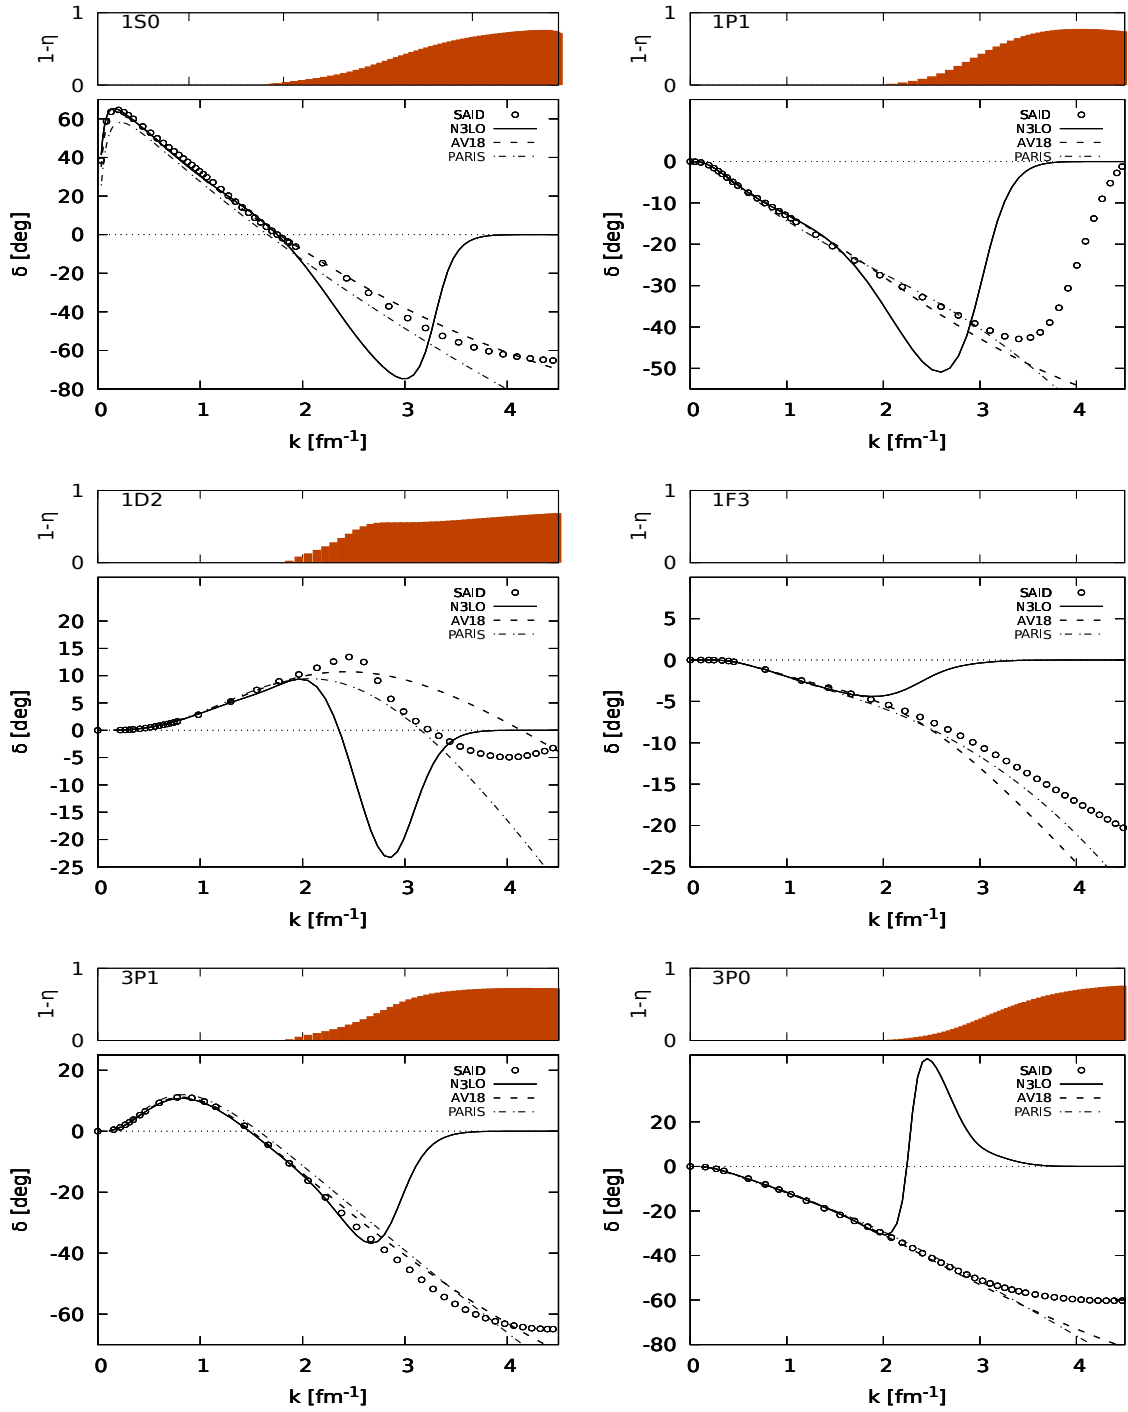 1
1-η
0
1S0
60
40
20
0
-20
-40
-60
-80
δ [deg]
SAID
N3LO
AV18
PARIS
0 1 2 3 4
k [fm⁻¹]
1
1-η
0
1P1
0
-10
-20
-30
-40
-50
δ [deg]
SAID
N3LO
AV18
PARIS
0 1 2 3 4
k [fm⁻¹]
1
1-η
0
1D2
20
15
10
5
0
-5
-10
-15
-20
-25
δ [deg]
SAID
N3LO
AV18
PARIS
0 1 2 3 4
k [fm⁻¹]
1
1-η
0
1F3
5
0
-5
-10
-15
-20
-25
δ [deg]
SAID
N3LO
AV18
PARIS
0 1 2 3 4
k [fm⁻¹]
1
1-η
0
3P1
20
0
-20
-40
-60
δ [deg]
SAID
N3LO
AV18
PARIS
0 1 2 3 4
k [fm⁻¹]
1
1-η
0
3P0
20
0
-20
-40
-60
-80
δ [deg]
SAID
N3LO
AV18
PARIS
0 1 2 3 4
k [fm⁻¹]